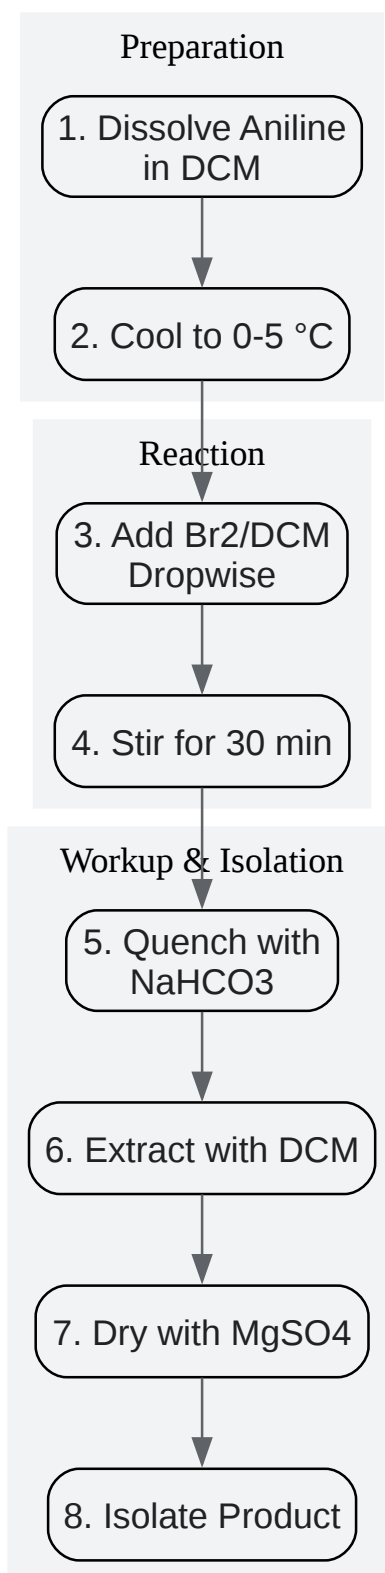 Preparation
1. Dissolve Aniline
in DCM
2. Cool to 0-5 °C
Reaction
3. Add Br2/DCM
Dropwise
4. Stir for 30 min
Workup & Isolation
5. Quench with
NaHCO3
6. Extract with DCM
7. Dry with MgSO4
8. Isolate Product